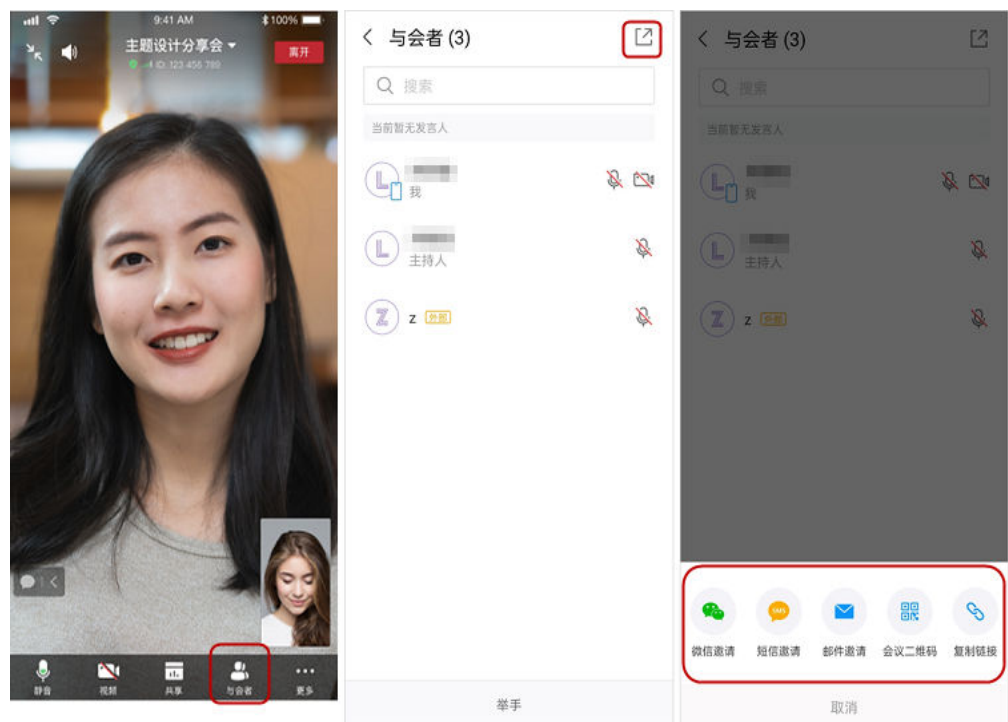 9:41 AM
100%
主题设计分享会
离开
ID: 123 456 789
静音
视频
共享
与会者
更多
与会者 (3)
搜索
当前暂无发言人
L
我
L
主持人
Z
z 外部
举手
与会者 (3)
搜索
当前暂无发言人
L
我
L
主持人
Z
z 外部
SMS
微信邀请
短信邀请
邮件邀请
会议二维码
复制链接
取消